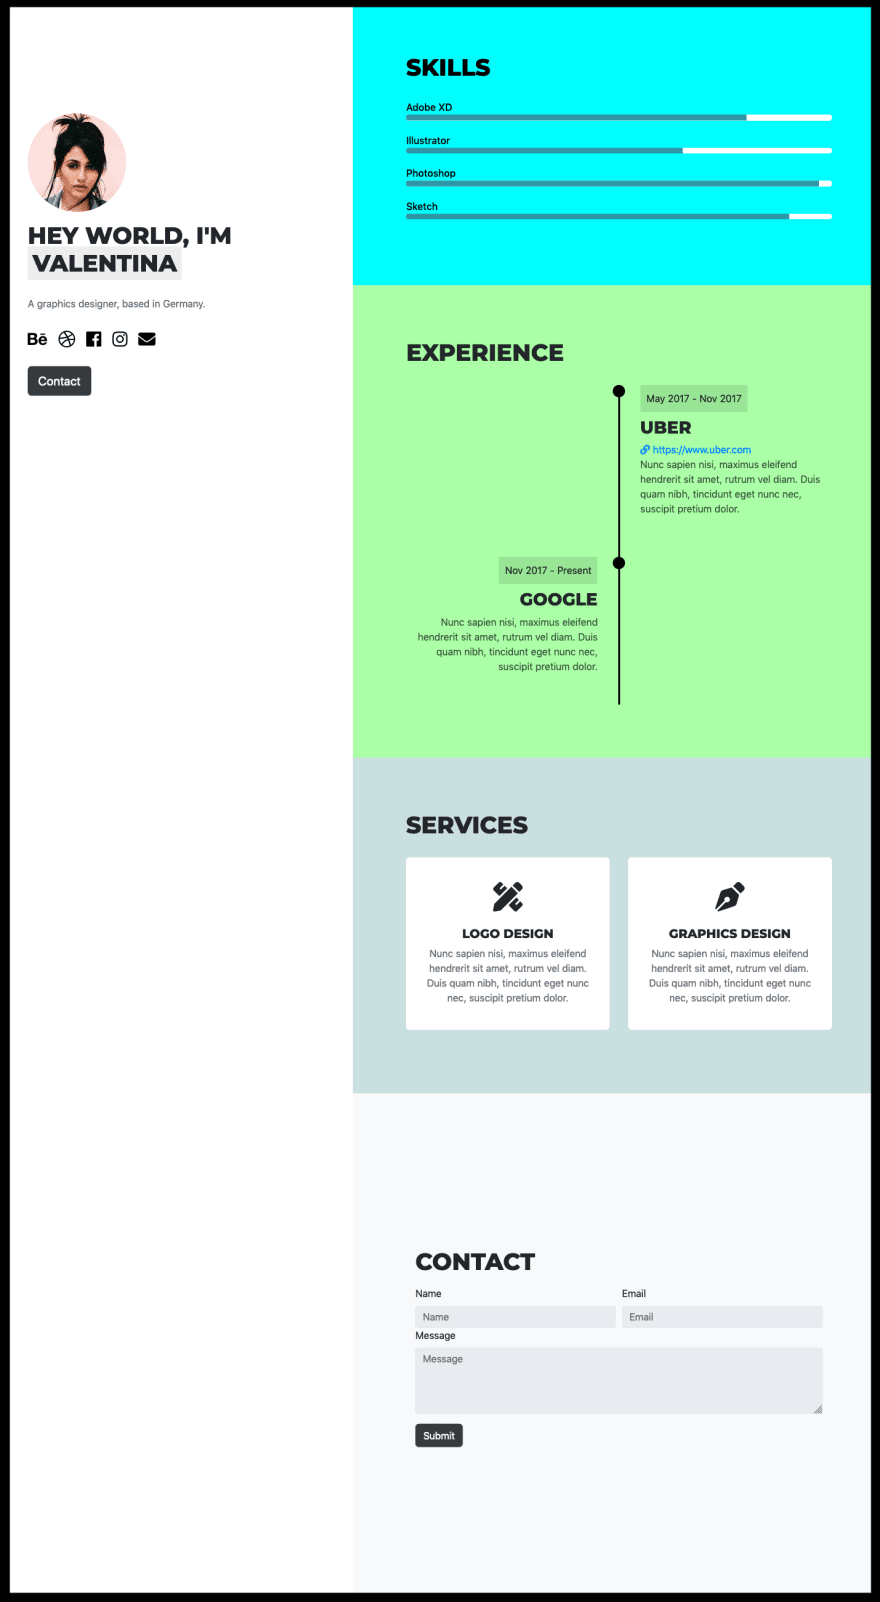 HEY WORLD, I'M
VALENTINA
A graphics designer, based in Germany.
Bē
Contact
SKILLS
Adobe XD
Illustrator
Photoshop
Sketch
EXPERIENCE
May 2017 - Nov 2017
UBER
https://www.uber.com
Nunc sapien nisi, maximus eleifend
hendrerit sit amet, rutrum vel diam. Duis
quam nibh, tincidunt eget nunc nec,
suscipit pretium dolor.
Nov 2017 - Present
GOOGLE
Nunc sapien nisi, maximus eleifend
hendrerit sit amet, rutrum vel diam. Duis
quam nibh, tincidunt eget nunc nec,
suscipit pretium dolor.
SERVICES
LOGO DESIGN
Nunc sapien nisi, maximus eleifend
hendrerit sit amet, rutrum vel diam.
Duis quam nibh, tincidunt eget nunc
nec, suscipit pretium dolor.
GRAPHICS DESIGN
Nunc sapien nisi, maximus eleifend
hendrerit sit amet, rutrum vel diam.
Duis quam nibh, tincidunt eget nunc
nec, suscipit pretium dolor.
CONTACT
Name
Name
Email
Email
Message
Message
Submit